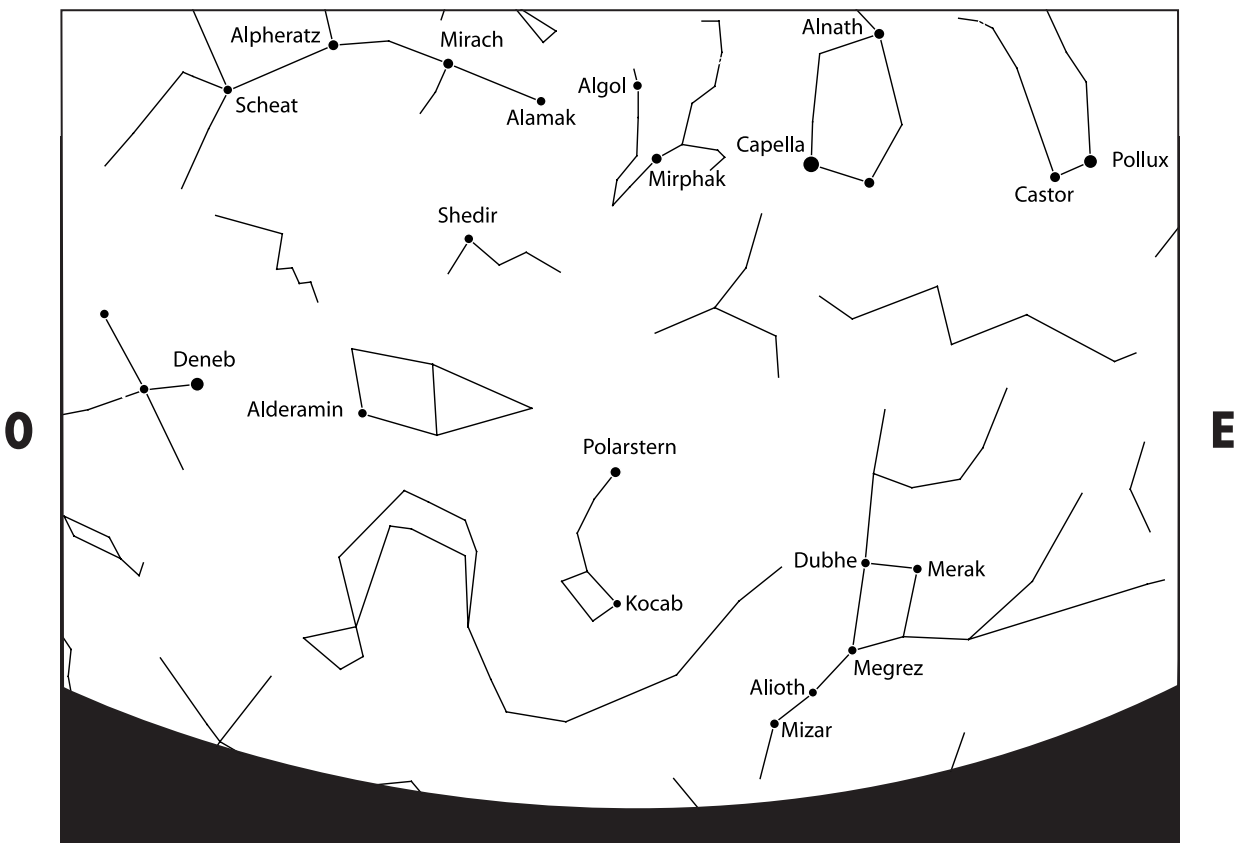 Alpheratz
Mirach
Alnath
Scheat
Algol
Alamak
Capella
Pollux
Mirphak
Castor
Shedir
Deneb
Alderamin
O
E
Polarstern
Dubhe
Merak
Kocab
Megrez
Alioth
Mizar